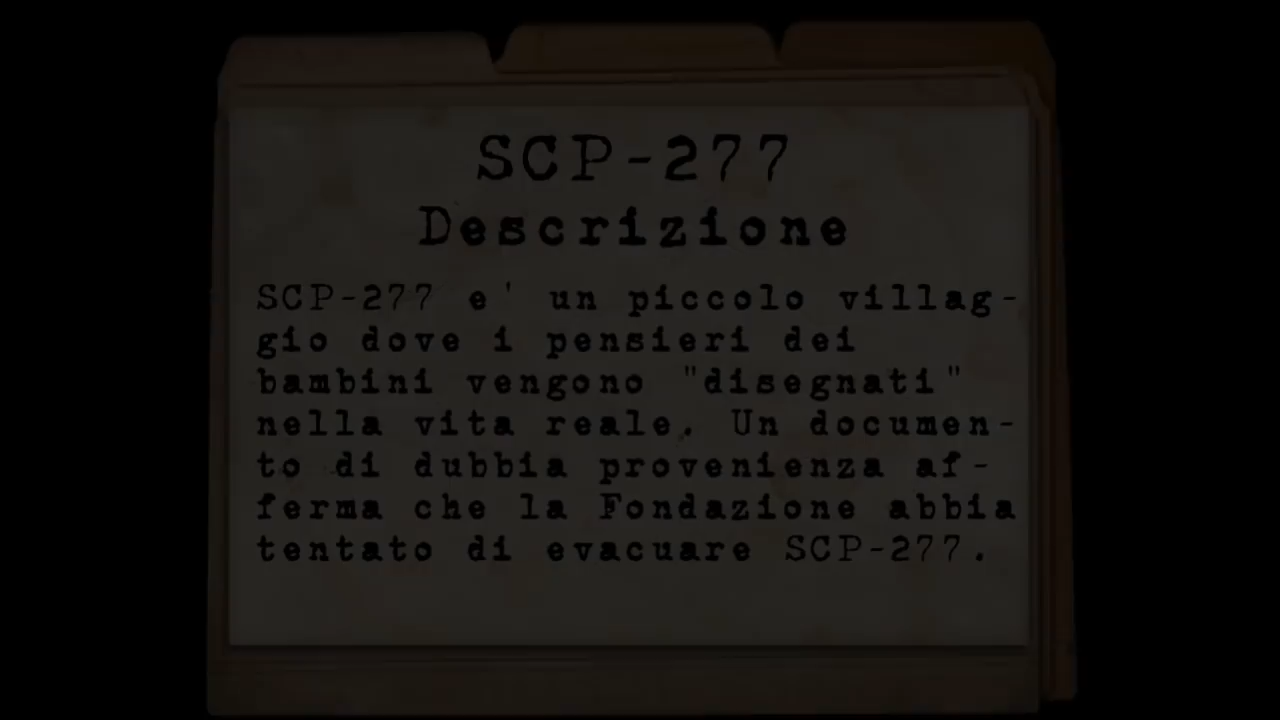 SCP-277
Descrizione
SCP-277 e' un piccolo villag-
gio dove i pensieri dei
bambini vengono "disegnati"
nella vita reale. Un documen-
to di dubbia provenienza af-
ferma che la Fondazione abbia
tentato di evacuare SCP-277.